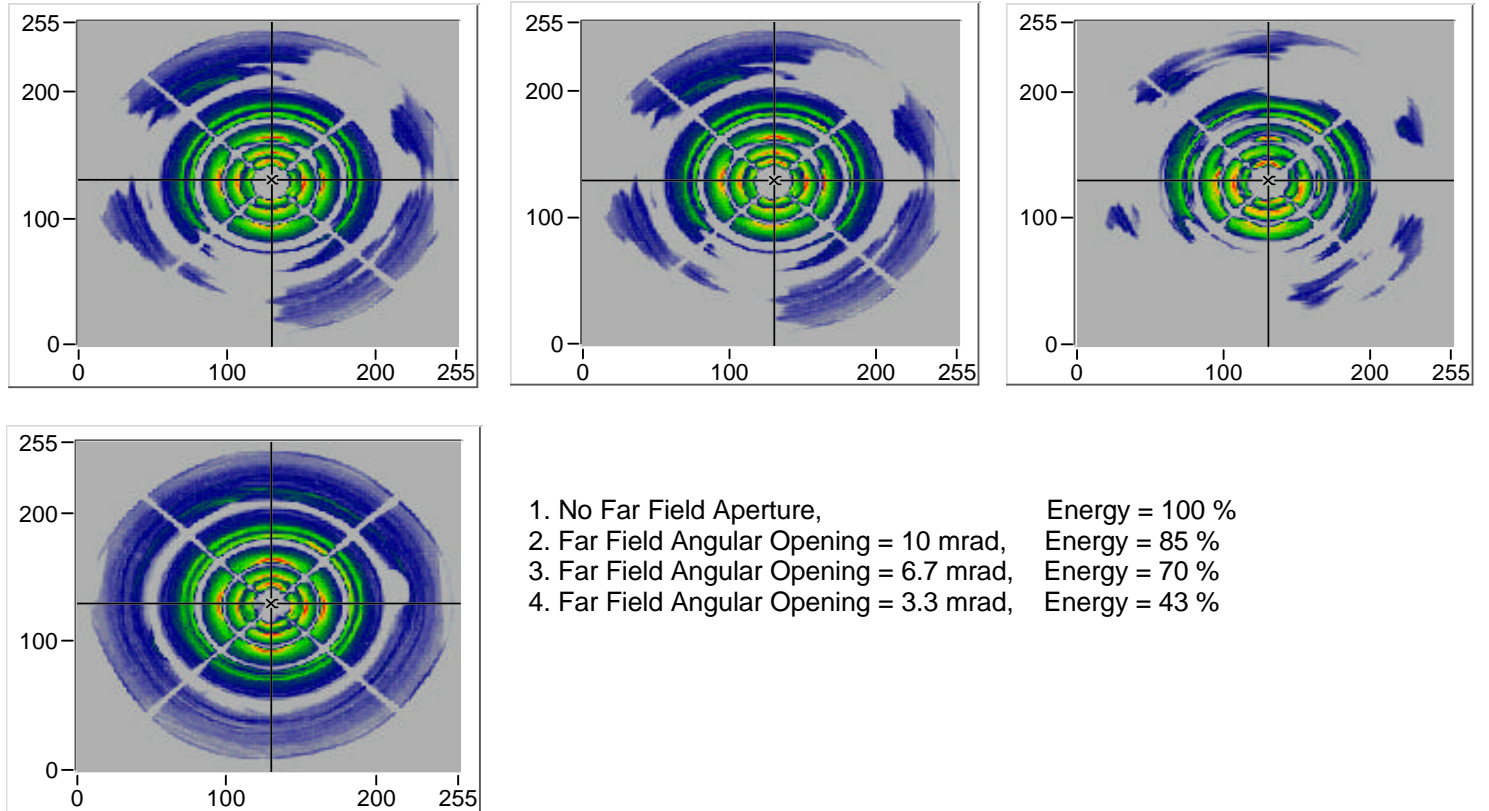 255
200
100
0
0 100 200 255
255
200
100
0
0 100 200 255
255
200
100
0
0 100 200 255
255
200
100
0
0 100 200 255
1. No Far Field Aperture, Energy = 100 %
2. Far Field Angular Opening = 10 mrad, Energy = 85 %
3. Far Field Angular Opening = 6.7 mrad, Energy = 70 %
4. Far Field Angular Opening = 3.3 mrad, Energy = 43 %